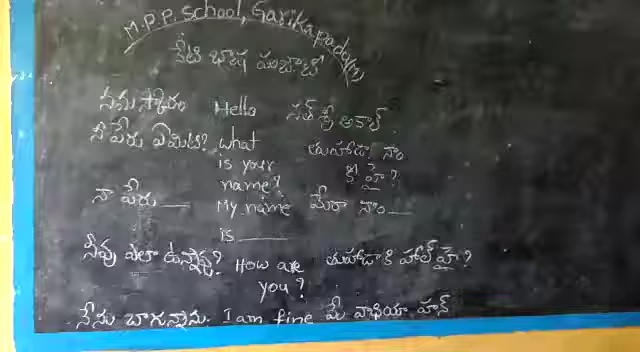 M.P.P. School, Garikapadu(?)
నేటి భాష పంజాబీ
నమస్కారం Hello సత్ శ్రీ అకాల్
నీ పేరు ఏమిటి? what తుహాడా నాం
is your కీ హై?
name?
నా పేరు ___ My name మేరా నాం ___
is ___
నీవు ఎలా ఉన్నావు? How are తుహాడా కి హాల్ హై?
you?
నేను బాగున్నాను. I am fine మే వాఢియా హాన్